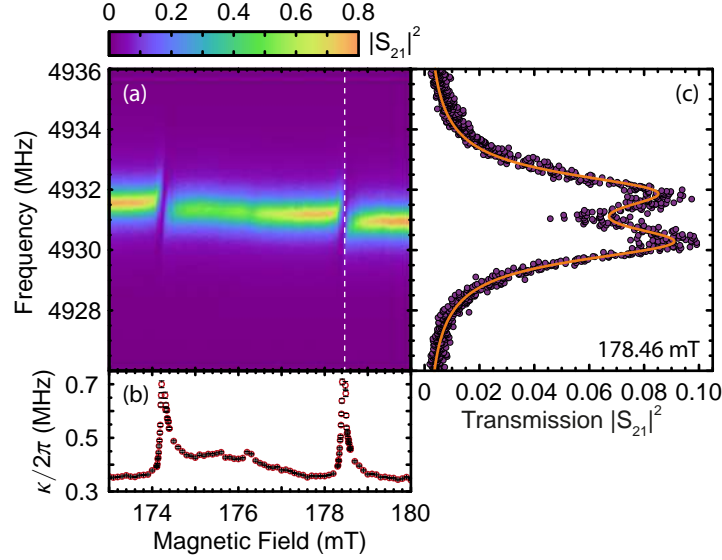 0 0.2 0.4 0.6 0.8
|S21|²
4936
4934
4932
4930
4928
Frequency (MHz)
(a)
(c)
178.46 mT
0 0.02 0.04 0.06 0.08 0.10
Transmission |S21|²
0.7
0.5
0.3
κ/2π (MHz)
(b)
174 176 178 180
Magnetic Field (mT)